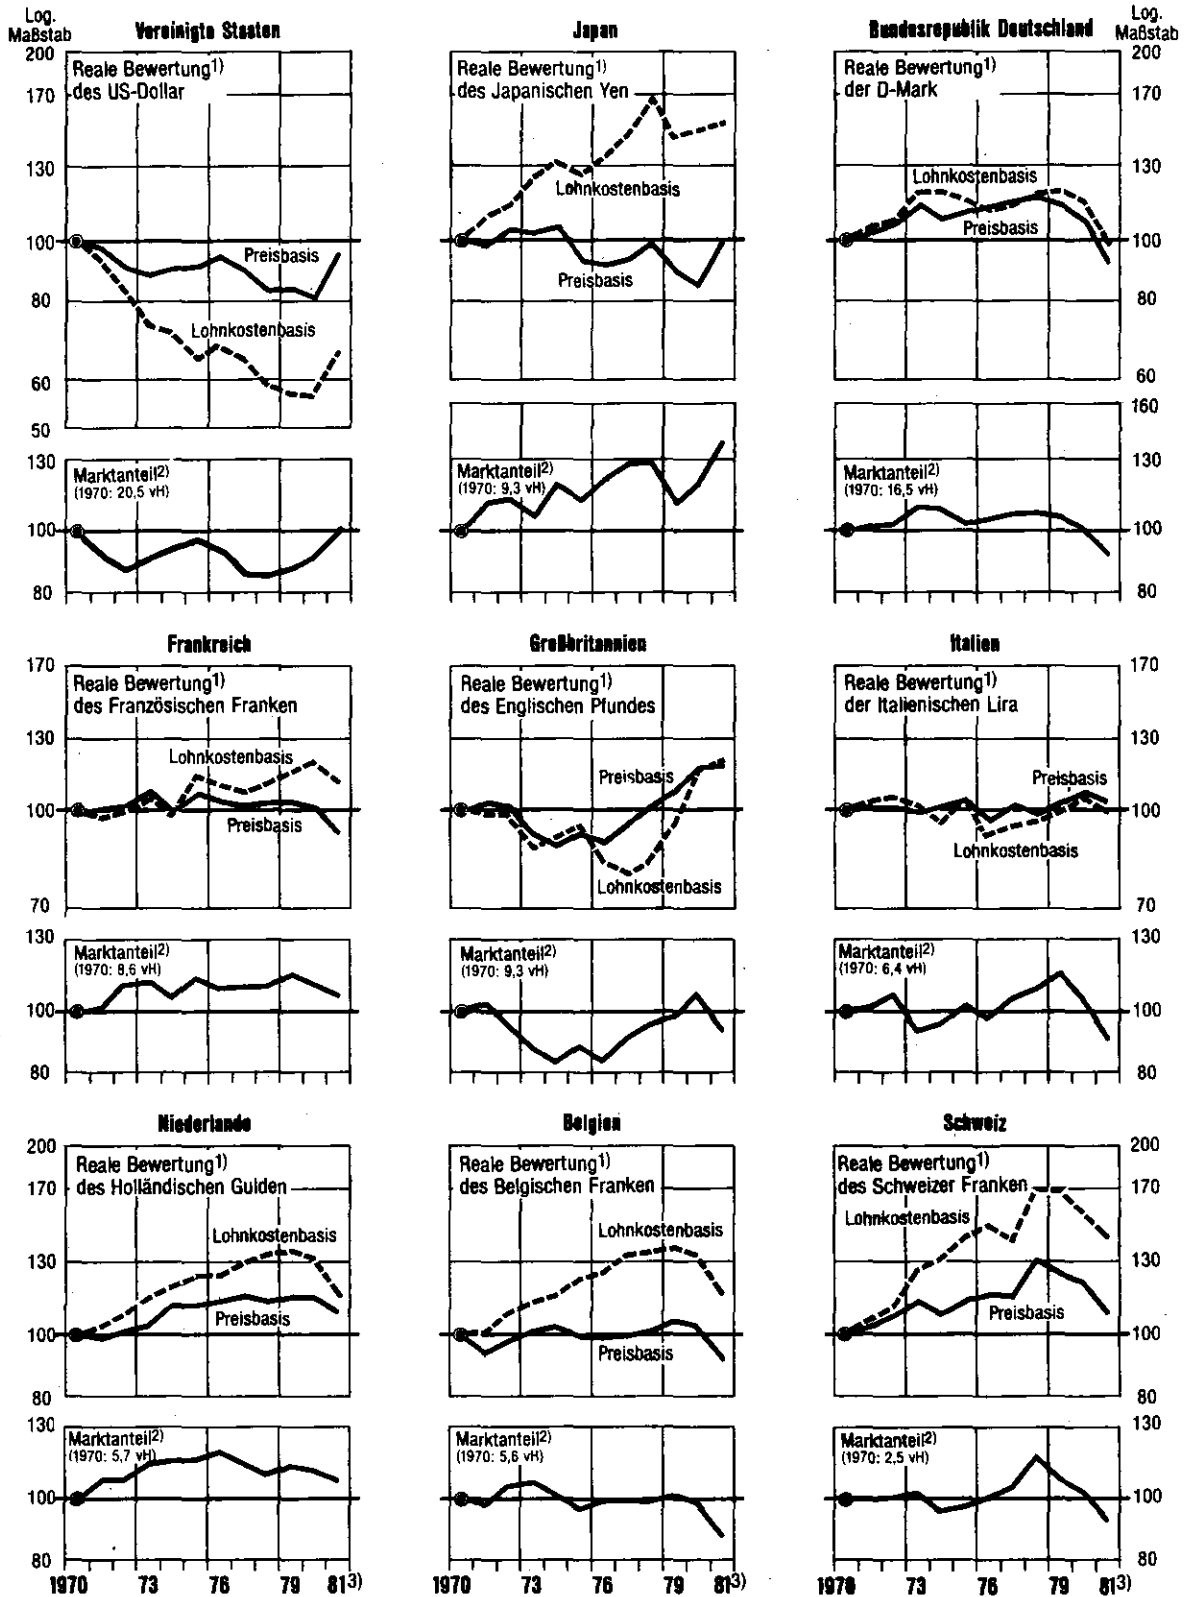 Log.
Maßstab
Vereinigte Staaten
Japan
Bundesrepublik Deutschland
Log.
Maßstab
200
170
130
100
80
60
50
Reale Bewertung1)
des US-Dollar
Preisbasis
Lohnkostenbasis
Reale Bewertung1)
des Japanischen Yen
Lohnkostenbasis
Preisbasis
Reale Bewertung1)
der D-Mark
Lohnkostenbasis
Preisbasis
200
170
130
100
80
60
130
100
80
Marktanteil2)
(1970: 20,5 vH)
Marktanteil2)
(1970: 9,3 vH)
Marktanteil2)
(1970: 16,5 vH)
160
130
100
80
Frankreich
Großbritannien
Italien
170
130
100
70
Reale Bewertung1)
des Französischen Franken
Lohnkostenbasis
Preisbasis
Reale Bewertung1)
des Englischen Pfundes
Preisbasis
Lohnkostenbasis
Reale Bewertung1)
der Italienischen Lira
Preisbasis
Lohnkostenbasis
170
130
100
70
130
100
80
Marktanteil2)
(1970: 8,6 vH)
Marktanteil2)
(1970: 9,3 vH)
Marktanteil2)
(1970: 6,4 vH)
130
100
80
Niederlande
Belgien
Schweiz
200
170
130
100
80
Reale Bewertung1)
des Holländischen Gulden
Lohnkostenbasis
Preisbasis
Reale Bewertung1)
des Belgischen Franken
Lohnkostenbasis
Preisbasis
Reale Bewertung1)
des Schweizer Franken
Lohnkostenbasis
Preisbasis
200
170
130
100
80
130
100
80
Marktanteil2)
(1970: 5,7 vH)
Marktanteil2)
(1970: 5,6 vH)
Marktanteil2)
(1970: 2,5 vH)
130
100
80
1970 73 76 79 813)
1970 73 76 79 813)
1970 73 76 79 813)